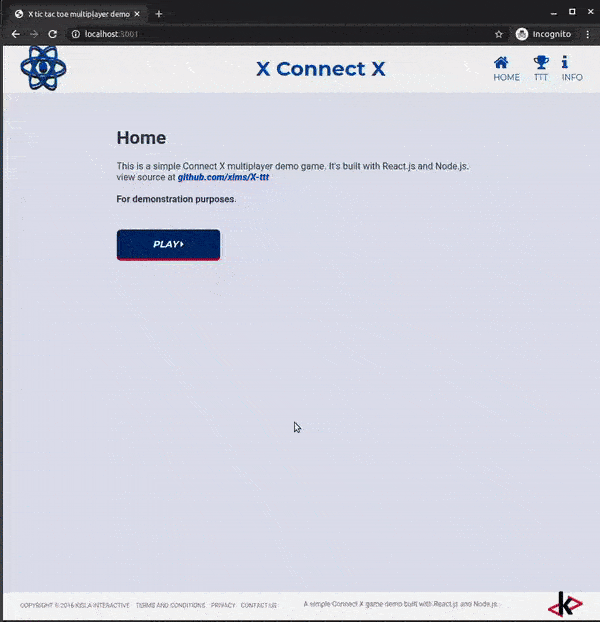 X tic tac toe multiplayer demo
localhost:3001
Incognito
X Connect X
HOME TTT INFO
Home
This is a simple Connect X multiplayer demo game. It's built with React.js and Node.js.
view source at github.com/xims/X-ttt
For demonstration purposes.
PLAY
COPYRIGHT © 2016 KISLA INTERACTIVE TERMS AND CONDITIONS PRIVACY CONTACT US
A simple Connect X game demo built with React.js and Node.js